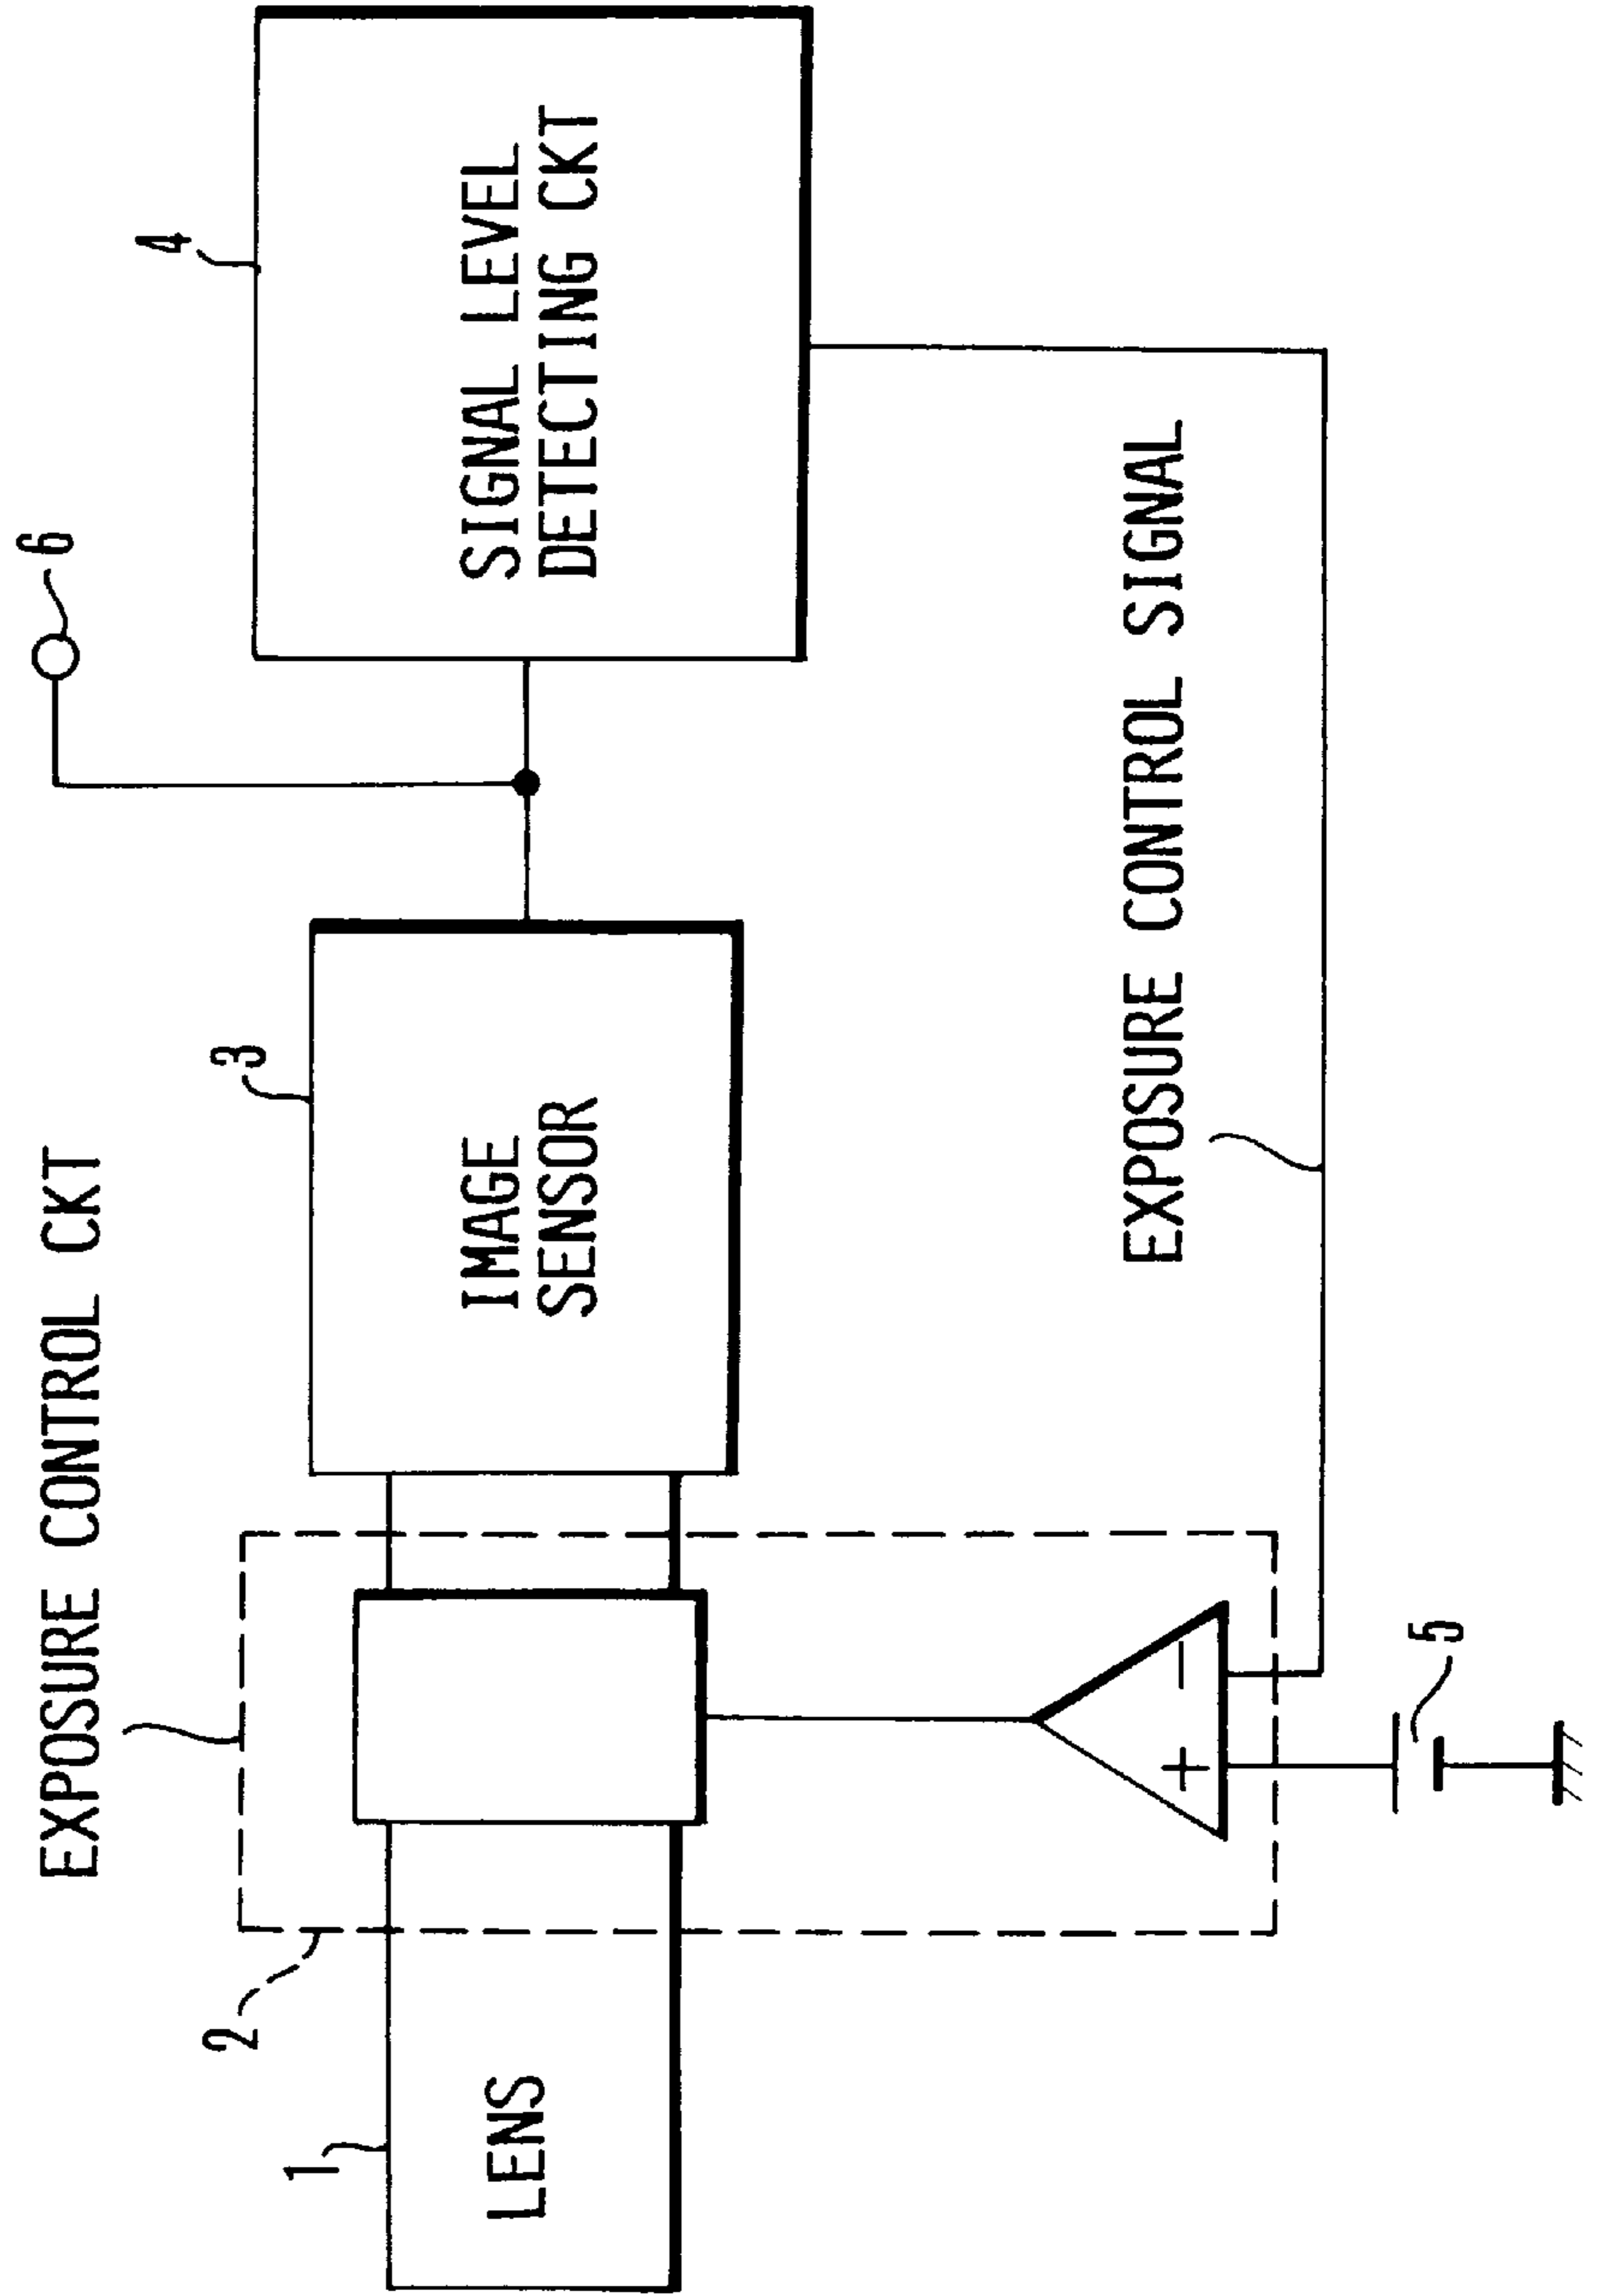 EXPOSURE CONTROL CKT
6
4
3
2
1
LENS
IMAGE
SENSOR
SIGNAL LEVEL
DETECTING CKT
+
−
EXPOSURE CONTROL SIGNAL
5